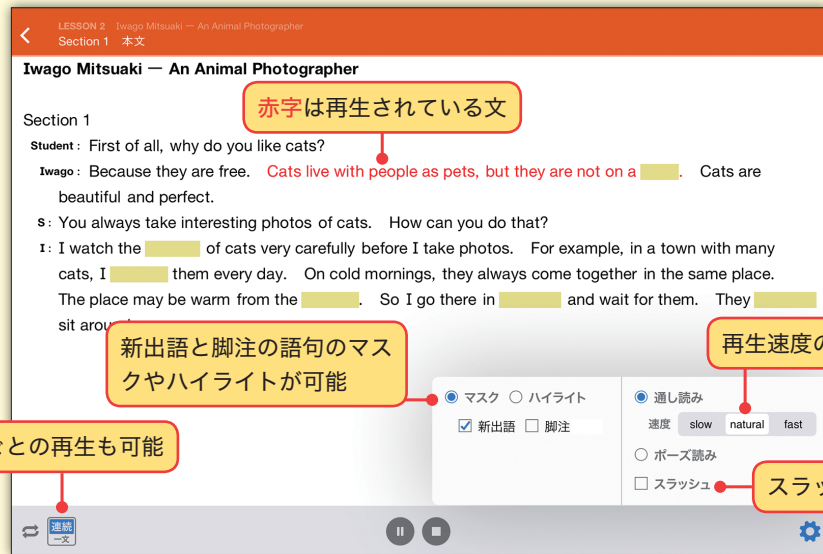 LESSON 2 Iwago Mitsuaki — An Animal Photographer
Section 1 本文
Iwago Mitsuaki — An Animal Photographer
赤字は再生されている文
Section 1
Student : First of all, why do you like cats?
Iwago : Because they are free. Cats live with people as pets, but they are not on a . Cats are
beautiful and perfect.
S : You always take interesting photos of cats. How can you do that?
I : I watch the of cats very carefully before I take photos. For example, in a town with many
cats, I them every day. On cold mornings, they always come together in the same place.
The place may be warm from the . So I go there in and wait for them. They
sit
新出語と脚注の語句のマス
クやハイライトが可能
再生速度の
マスク ハイライト
新出語 脚注
通し読み
速度 slow natural fast
ポーズ読み
スラッシュ
スラッ
との再生も可能
連続
一文